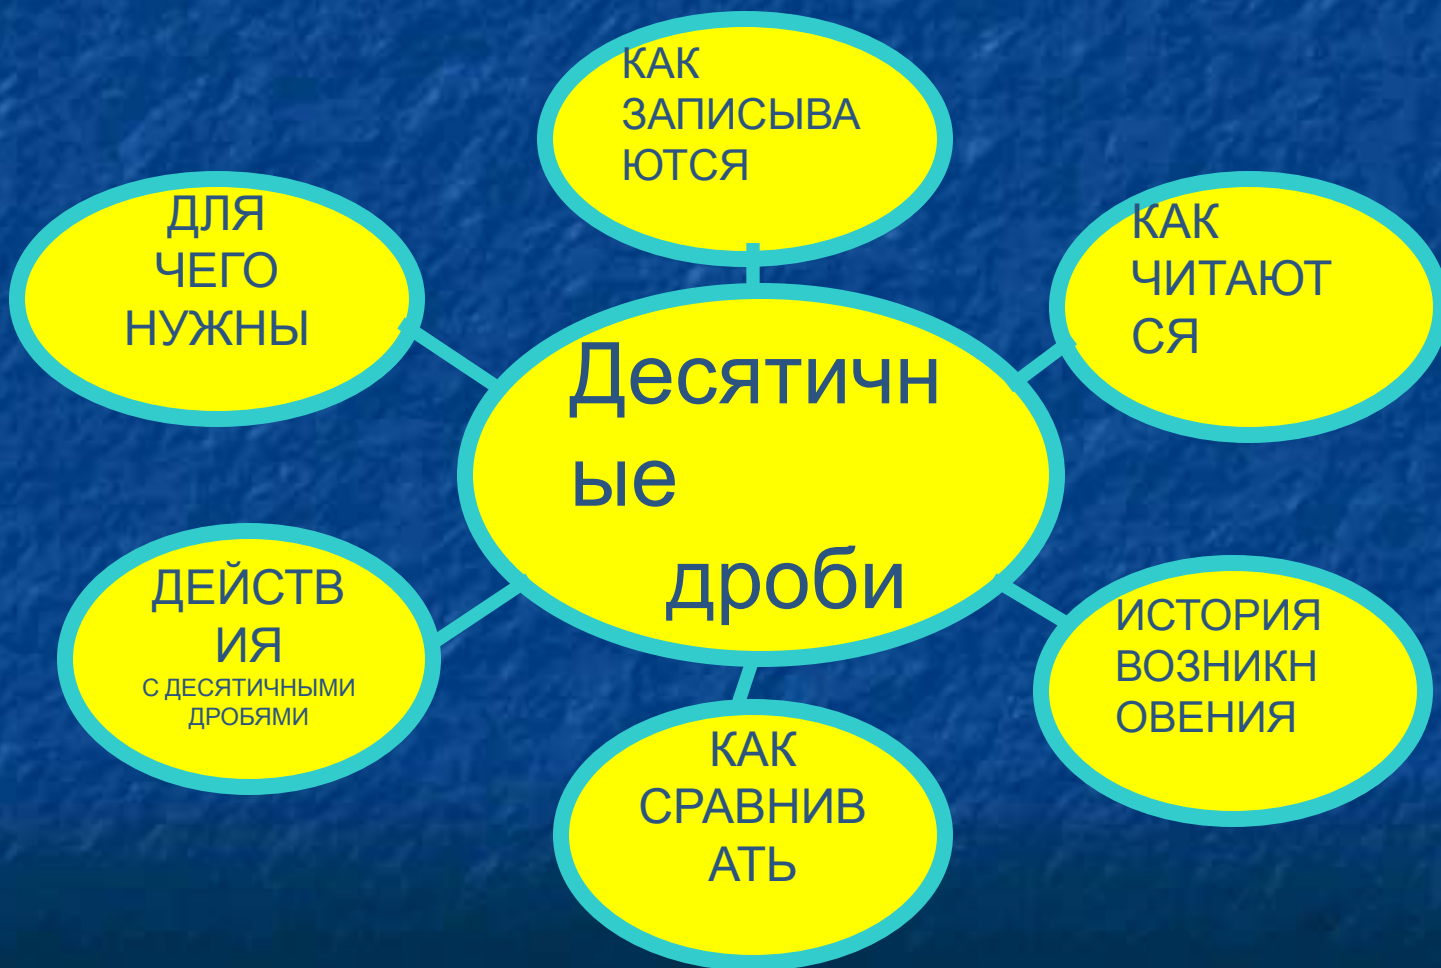 КАК
ЗАПИСЫВА
ЮТСЯ
ДЛЯ
ЧЕГО
НУЖНЫ
КАК
ЧИТАЮТ
СЯ
Десятичн
ые
дроби
ДЕЙСТВ
ИЯ
С ДЕСЯТИЧНЫМИ
ДРОБЯМИ
ИСТОРИЯ
ВОЗНИКН
ОВЕНИЯ
КАК
СРАВНИВ
АТЬ